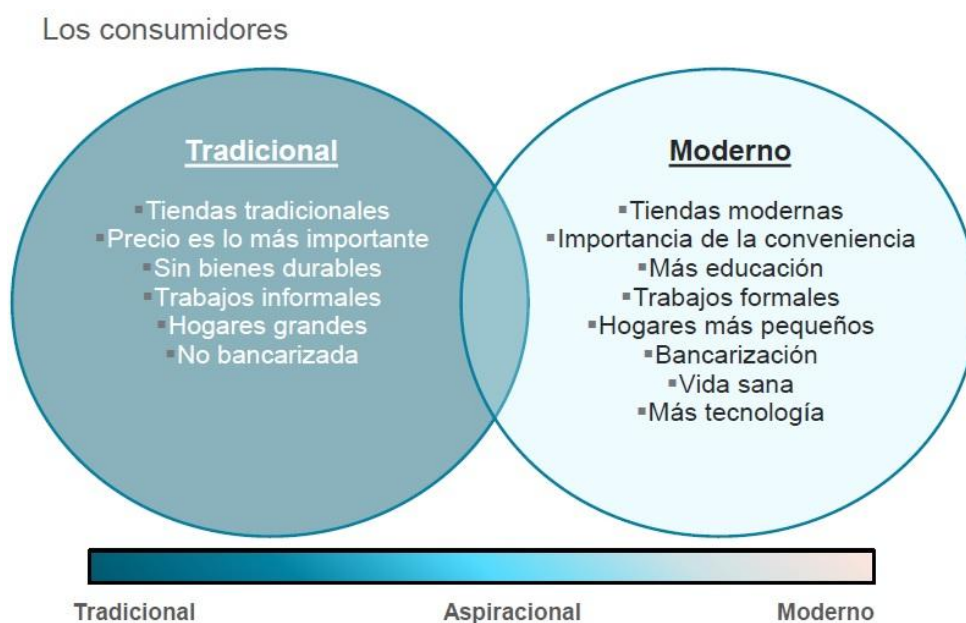 Los consumidores
Tradicional
▪Tiendas tradicionales
▪Precio es lo más importante
▪Sin bienes durables
▪Trabajos informales
▪Hogares grandes
▪No bancarizada
Moderno
▪Tiendas modernas
▪Importancia de la conveniencia
▪Más educación
▪Trabajos formales
▪Hogares más pequeños
▪Bancarización
▪Vida sana
▪Más tecnología
Tradicional Aspiracional Moderno